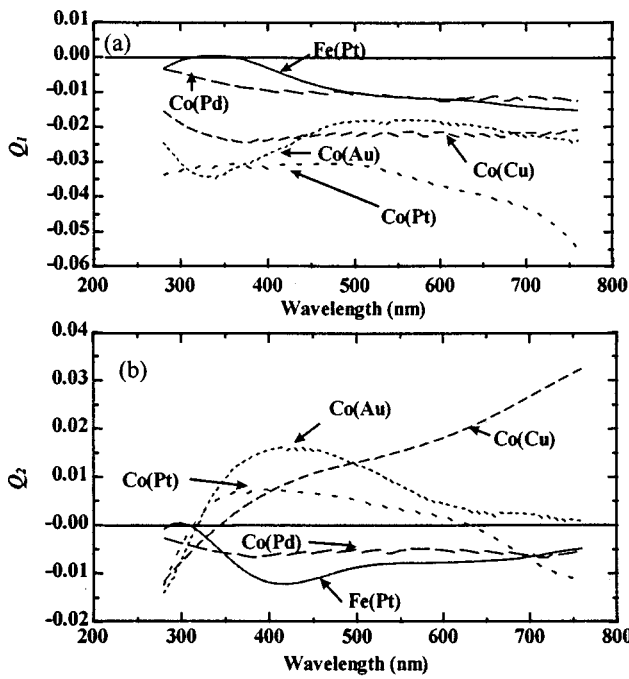 0.01
(a)
0.00
Fe(Pt)
-0.01
Co(Pd)
-0.02
Q1
Co(Au)
Co(Cu)
-0.03
Co(Pt)
-0.04
-0.05
-0.06
200 300 400 500 600 700 800
Wavelength (nm)
0.04
(b)
0.03
Co(Au)
0.02
Co(Cu)
Q2
Co(Pt)
0.01
-0.00
Co(Pd)
-0.01
Fe(Pt)
-0.02
200 300 400 500 600 700 800
Wavelength (nm)